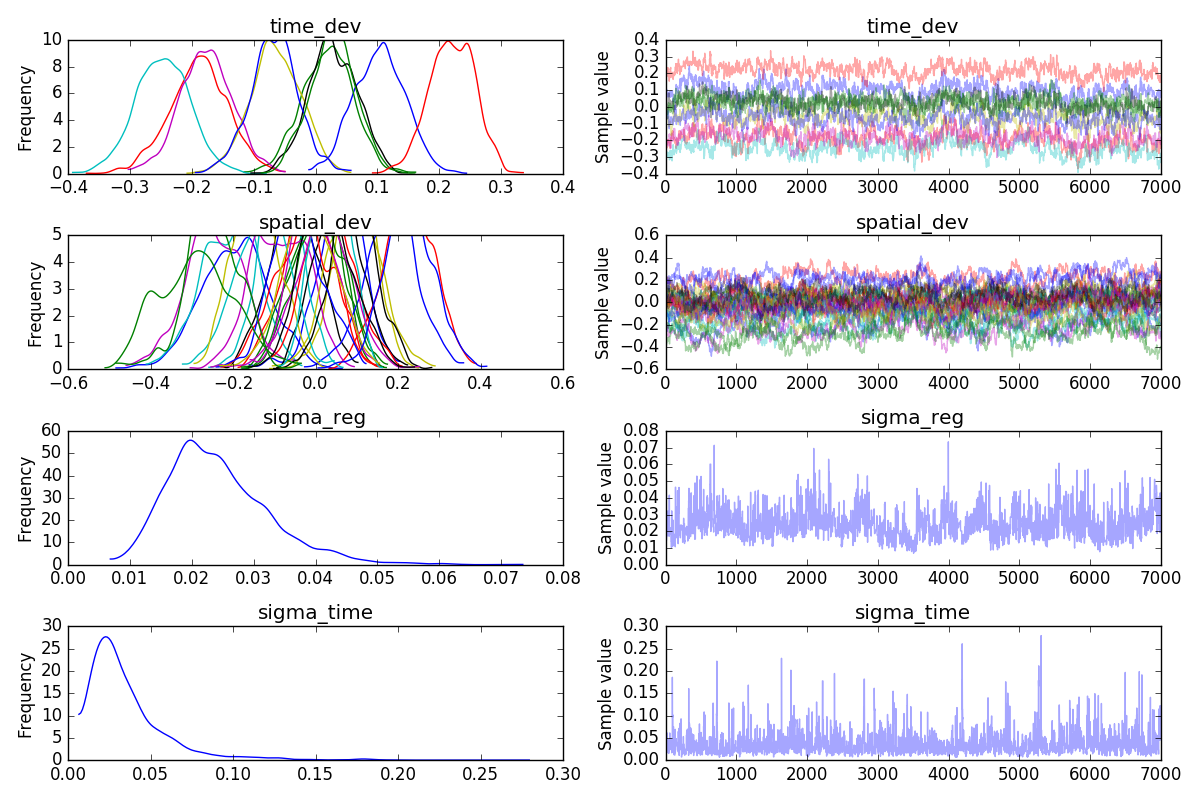 time_dev
Frequency
10
8
6
4
2
0
−0.4 −0.3 −0.2 −0.1 0.0 0.1 0.2 0.3 0.4
time_dev
Sample value
0.4
0.3
0.2
0.1
0.0
−0.1
−0.2
−0.3
−0.4
0 1000 2000 3000 4000 5000 6000 7000
spatial_dev
Frequency
5
4
3
2
1
0
−0.6 −0.4 −0.2 0.0 0.2 0.4 0.6
spatial_dev
Sample value
0.6
0.4
0.2
0.0
−0.2
−0.4
−0.6
0 1000 2000 3000 4000 5000 6000 7000
sigma_reg
Frequency
60
50
40
30
20
10
0
0.00 0.01 0.02 0.03 0.04 0.05 0.06 0.07 0.08
sigma_reg
Sample value
0.08
0.07
0.06
0.05
0.04
0.03
0.02
0.01
0.00
0 1000 2000 3000 4000 5000 6000 7000
sigma_time
Frequency
30
25
20
15
10
5
0
0.00 0.05 0.10 0.15 0.20 0.25 0.30
sigma_time
Sample value
0.30
0.25
0.20
0.15
0.10
0.05
0.00
0 1000 2000 3000 4000 5000 6000 7000